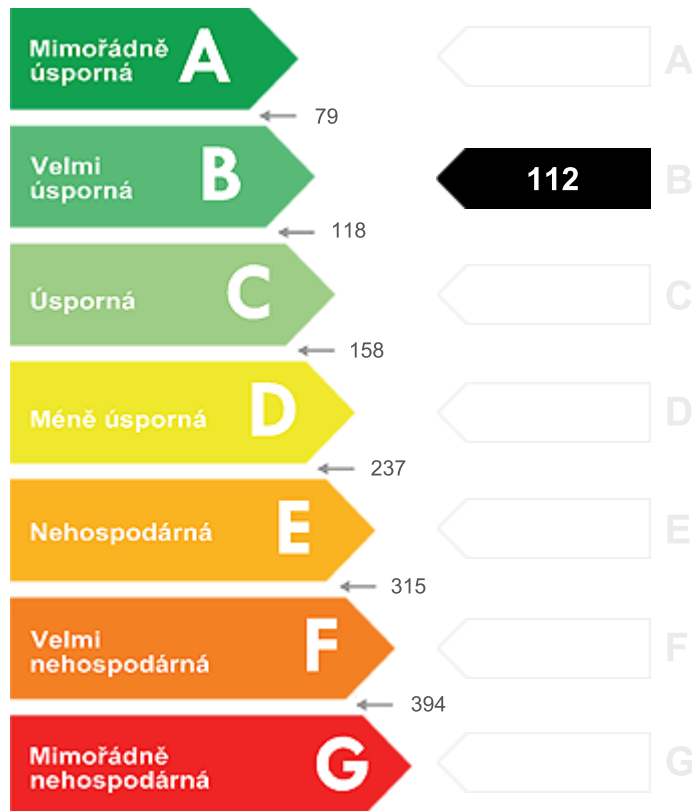 Mimořádně
úsporná
A
A
79
Velmi
úsporná
B
112
B
118
Úsporná
C
C
158
Méně úsporná
D
D
237
Nehospodárná
E
E
315
Velmi
nehospodárná
F
F
394
Mimořádně
nehospodárná
G
G